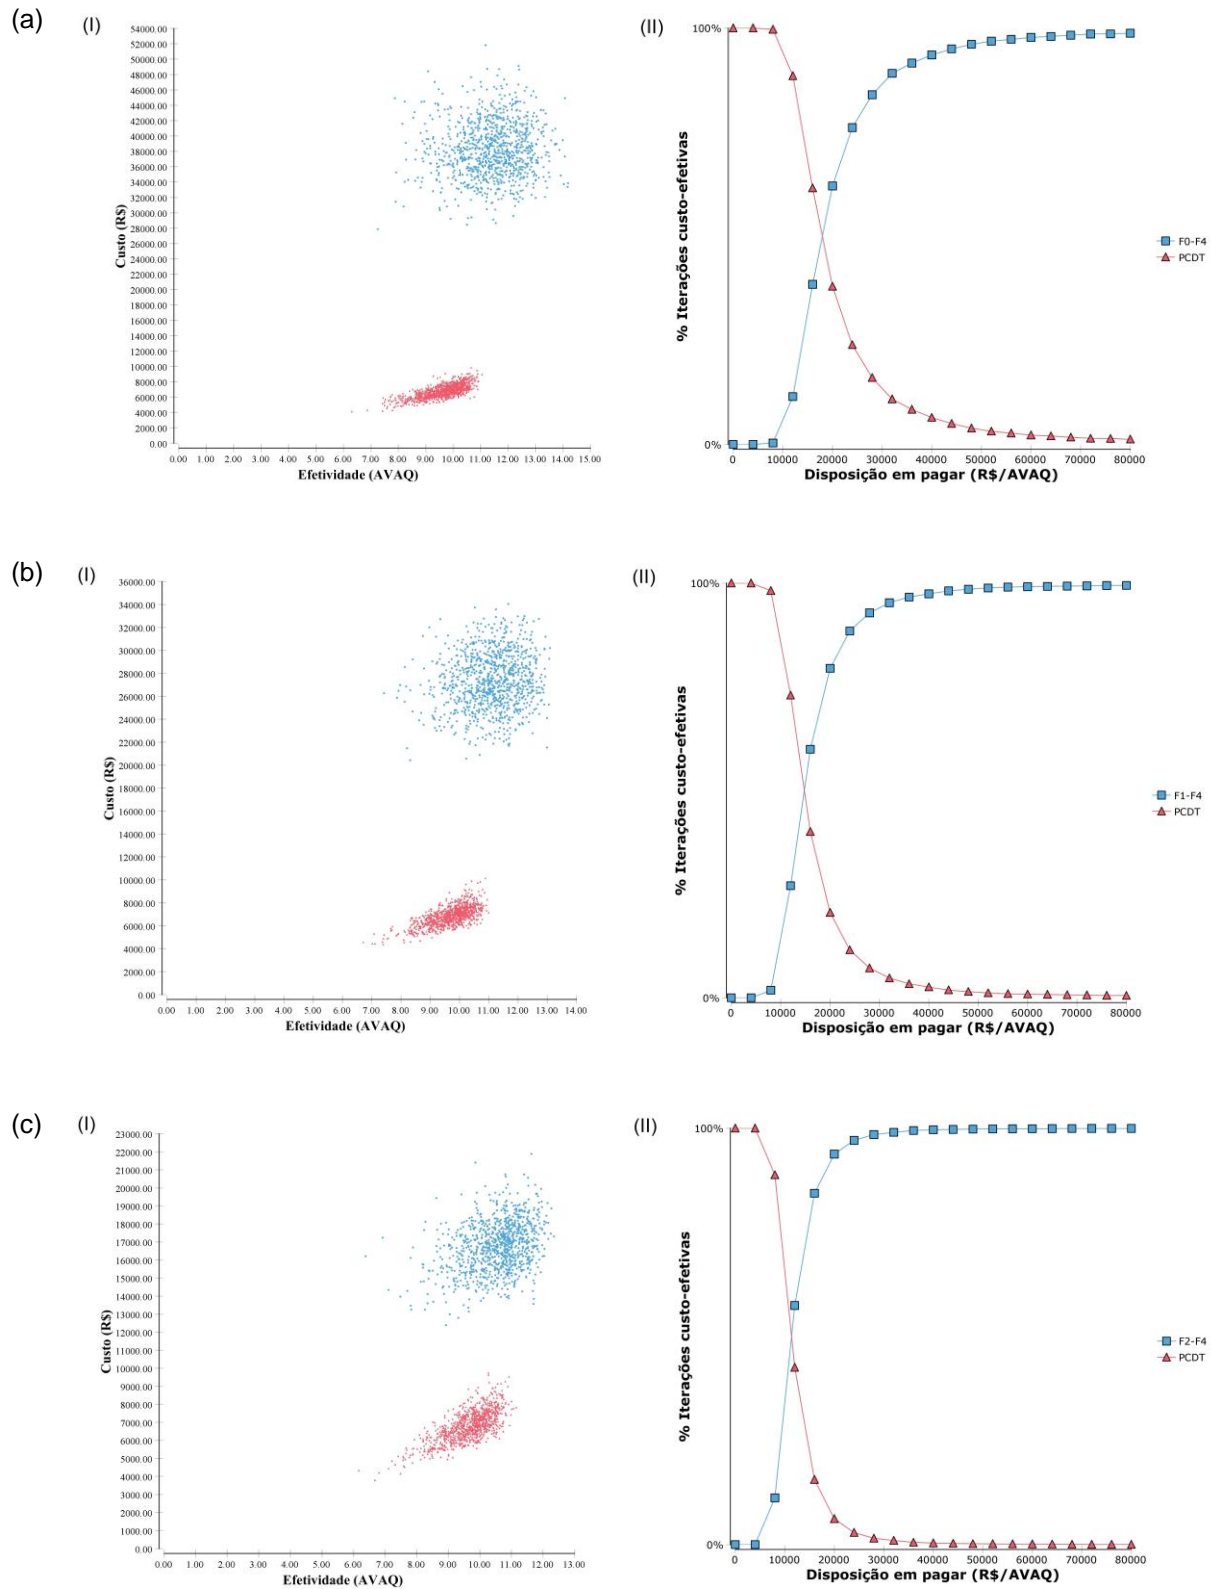 (a)
(I)
54000.00
52000.00
50000.00
48000.00
46000.00
44000.00
42000.00
40000.00
38000.00
36000.00
34000.00
32000.00
30000.00
28000.00
26000.00
24000.00
22000.00
20000.00
18000.00
16000.00
14000.00
12000.00
10000.00
8000.00
6000.00
4000.00
2000.00
0.00
Custo (R$)
0.00 1.00 2.00 3.00 4.00 5.00 6.00 7.00 8.00 9.00 10.00 11.00 12.00 13.00 14.00 15.00
Efetividade (AVAQ)
(II)
100%
0%
% Iterações custo-efetivas
0 10000 20000 30000 40000 50000 60000 70000 80000
Disposição em pagar (R$/AVAQ)
F0-F4
PCDT
(b)
(I)
36000.00
34000.00
32000.00
30000.00
28000.00
26000.00
24000.00
22000.00
20000.00
18000.00
16000.00
14000.00
12000.00
10000.00
8000.00
6000.00
4000.00
2000.00
0.00
Custo (R$)
0.00 1.00 2.00 3.00 4.00 5.00 6.00 7.00 8.00 9.00 10.00 11.00 12.00 13.00 14.00
Efetividade (AVAQ)
(II)
100%
0%
% Iterações custo-efetivas
0 10000 20000 30000 40000 50000 60000 70000 80000
Disposição em pagar (R$/AVAQ)
F1-F4
PCDT
(c)
(I)
23000.00
22000.00
21000.00
20000.00
19000.00
18000.00
17000.00
16000.00
15000.00
14000.00
13000.00
12000.00
11000.00
10000.00
9000.00
8000.00
7000.00
6000.00
5000.00
4000.00
3000.00
2000.00
1000.00
0.00
Custo (R$)
0.00 1.00 2.00 3.00 4.00 5.00 6.00 7.00 8.00 9.00 10.00 11.00 12.00 13.00
Efetividade (AVAQ)
(II)
100%
0%
% Iterações custo-efetivas
0 10000 20000 30000 40000 50000 60000 70000 80000
Disposição em pagar (R$/AVAQ)
F2-F4
PCDT